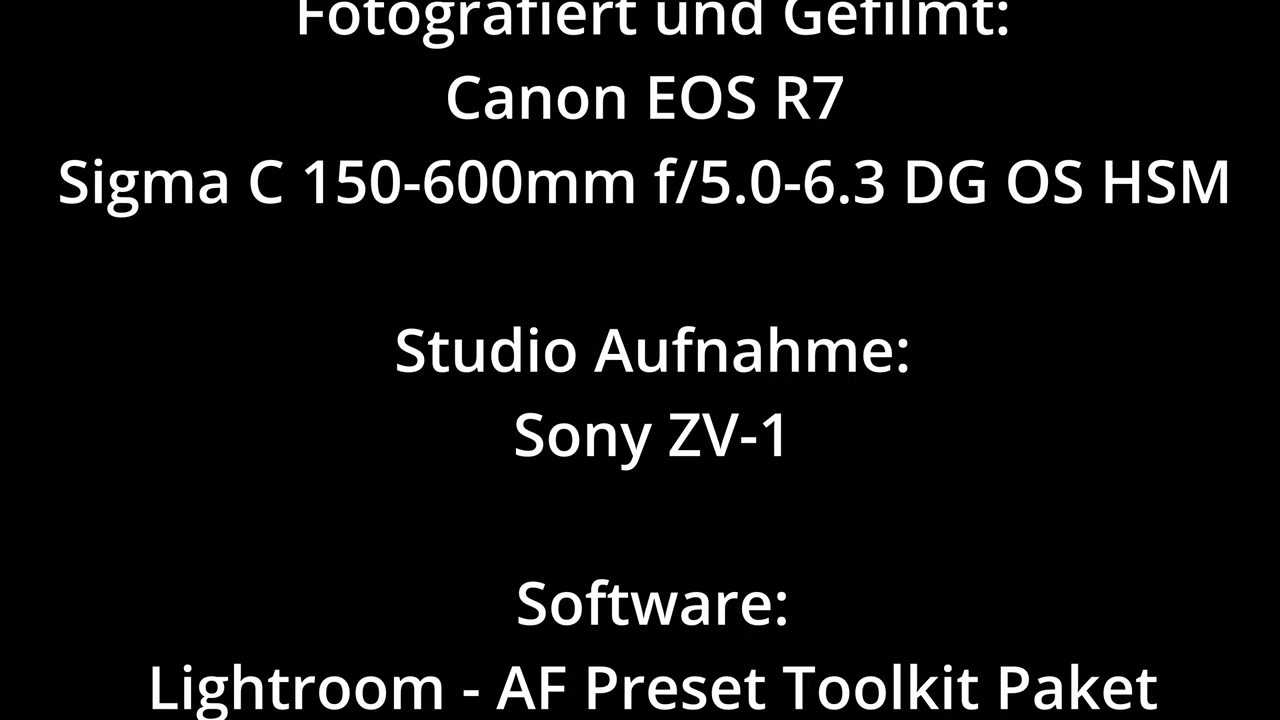 Fotografiert und Gefilmt:
Canon EOS R7
Sigma C 150-600mm f/5.0-6.3 DG OS HSM
Studio Aufnahme:
Sony ZV-1
Software:
Lightroom - AF Preset Toolkit Paket